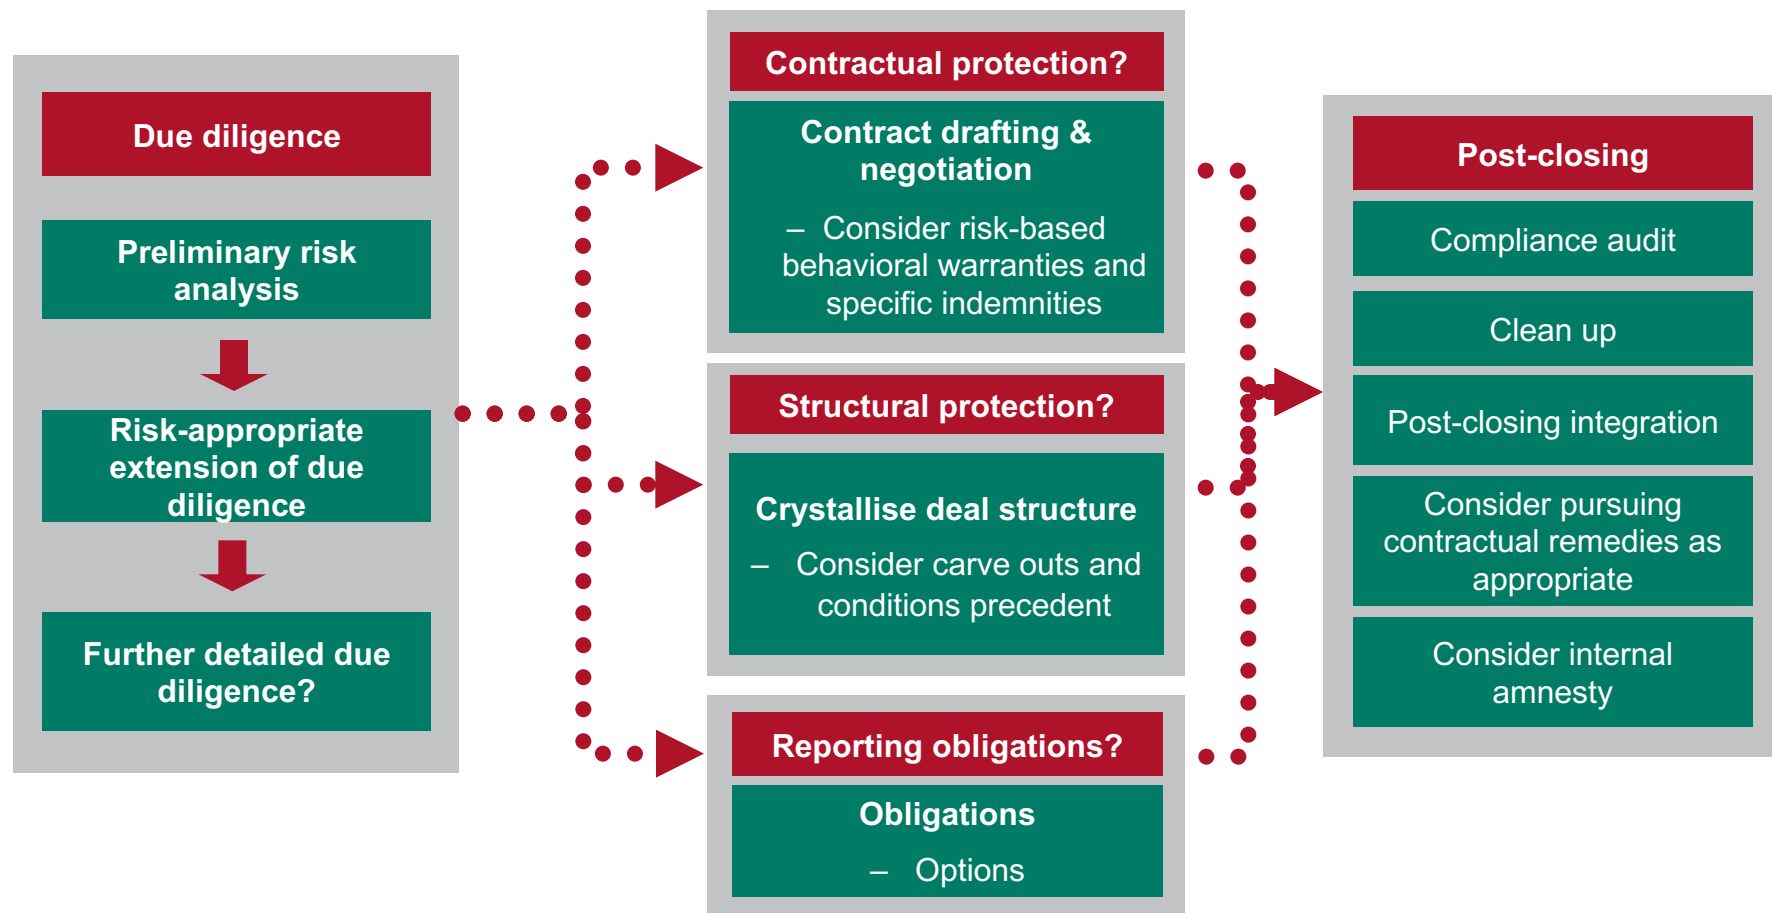 Due diligence
Preliminary risk
analysis
Risk-appropriate
extension of due
diligence
Further detailed due
diligence?
Contractual protection?
Contract drafting &
negotiation
– Consider risk-based
behavioral warranties and
specific indemnities
Structural protection?
Crystallise deal structure
– Consider carve outs and
conditions precedent
Reporting obligations?
Obligations
– Options
Post-closing
Compliance audit
Clean up
Post-closing integration
Consider pursuing
contractual remedies as
appropriate
Consider internal
amnesty